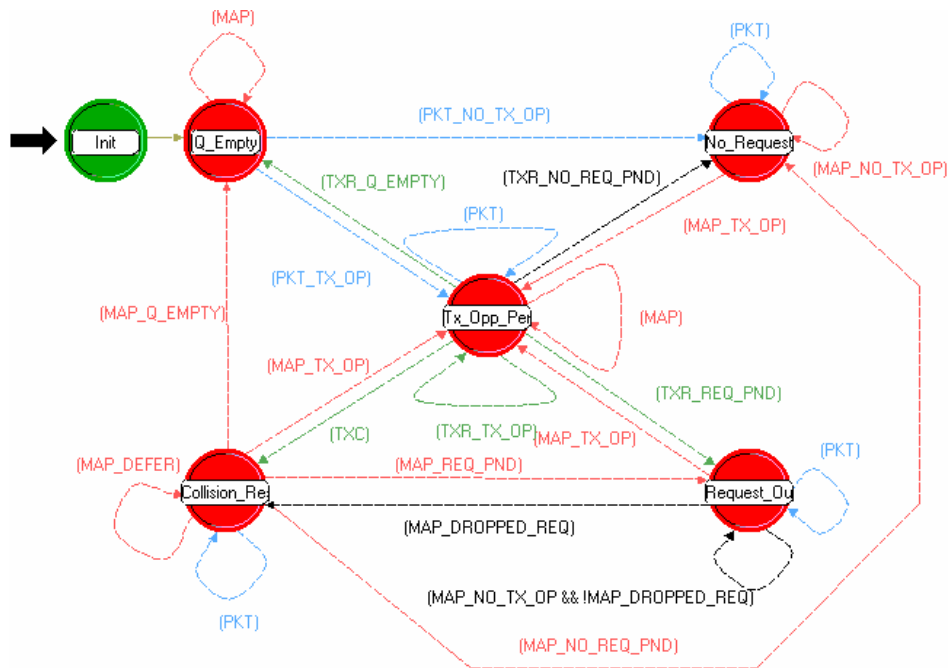 (MAP)
(PKT)
Init
Q_Empty
(PKT_NO_TX_OP)
No_Request
(MAP_NO_TX_OP)
(TXR_Q_EMPTY)
(TXR_NO_REQ_PND)
(PKT)
(MAP_TX_OP)
(PKT_TX_OP)
Tx_Opp_Per
(MAP)
(MAP_Q_EMPTY)
(MAP_TX_OP)
(TXR_REQ_PND)
(TXC)
(TXR_TX_OP)
(MAP_TX_OP)
(PKT)
(MAP_DEFER)
(MAP_REQ_PND)
Collision_Re
Request_Ou
(MAP_DROPPED_REQ)
(MAP_NO_TX_OP && !MAP_DROPPED_REQ)
(PKT)
(MAP_NO_REQ_PND)